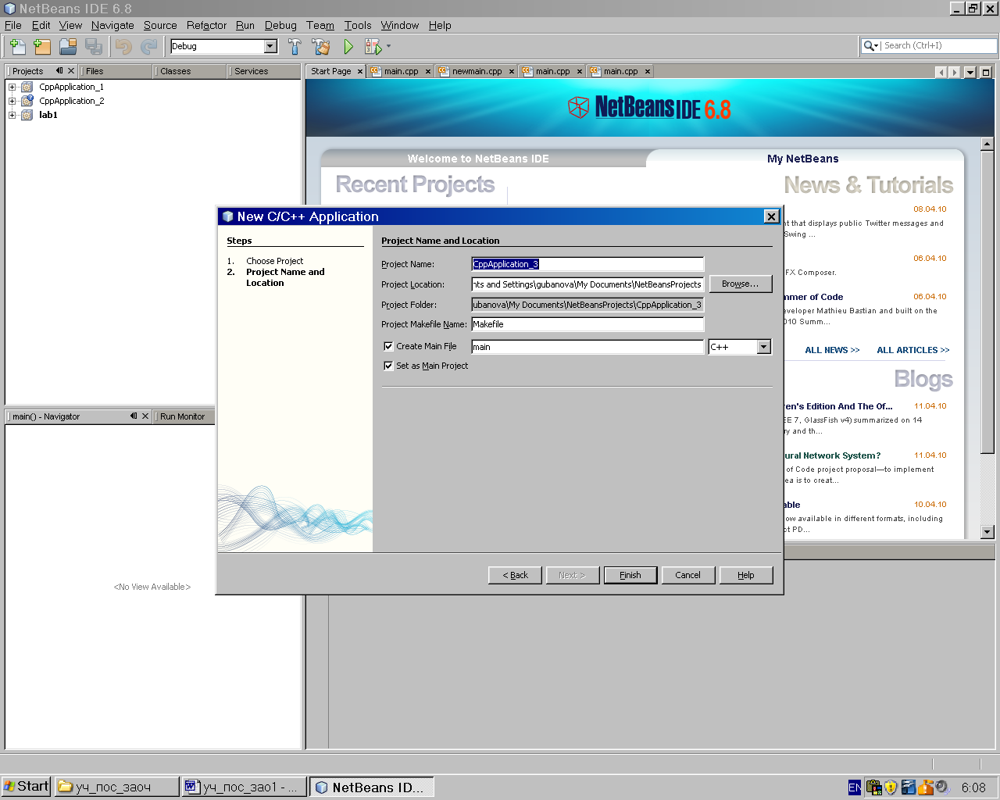 NetBeans IDE 6.8
File Edit View Navigate Source Refactor Run Debug Team Tools Window Help
Debug
Search (Ctrl+I)
Projects Files Classes Services
CppApplication_1
CppApplication_2
lab1
Start Page main.cpp newmain.cpp main.cpp main.cpp
NetBeans IDE 6.8
Welcome to NetBeans IDE My NetBeans
Recent Projects News & Tutorials
08.04.10
nt that displays public Twitter messages and
Swing ...
06.04.10
FX Composer.
mmer of Code 06.04.10
eveloper Mathieu Bastian and built on the
010 Summ...
ALL NEWS >> ALL ARTICLES >>
Blogs
ren's Edition And The Of... 11.04.10
EE 7, GlassFish v4) summarized on 14
ry and th...
ural Network System? 11.04.10
of Code project proposal—to implement
ea is to creat...
able 10.04.10
ow available in different formats, including
ct PD...
New C/C++ Application
Steps
1. Choose Project
2. Project Name and
Location
Project Name and Location
Project Name: CppApplication_3
Project Location: nts and Settings\gubanova\My Documents\NetBeansProjects Browse...
Project Folder: ubanova\My Documents\NetBeansProjects\CppApplication_3
Project Makefile Name: Makefile
Create Main File main C++
Set as Main Project
< Back Next > Finish Cancel Help
main() - Navigator Run Monitor
<No View Available>
Start уч_пос_заоч уч_пос_зао1 - ... NetBeans ID... EN 6:08